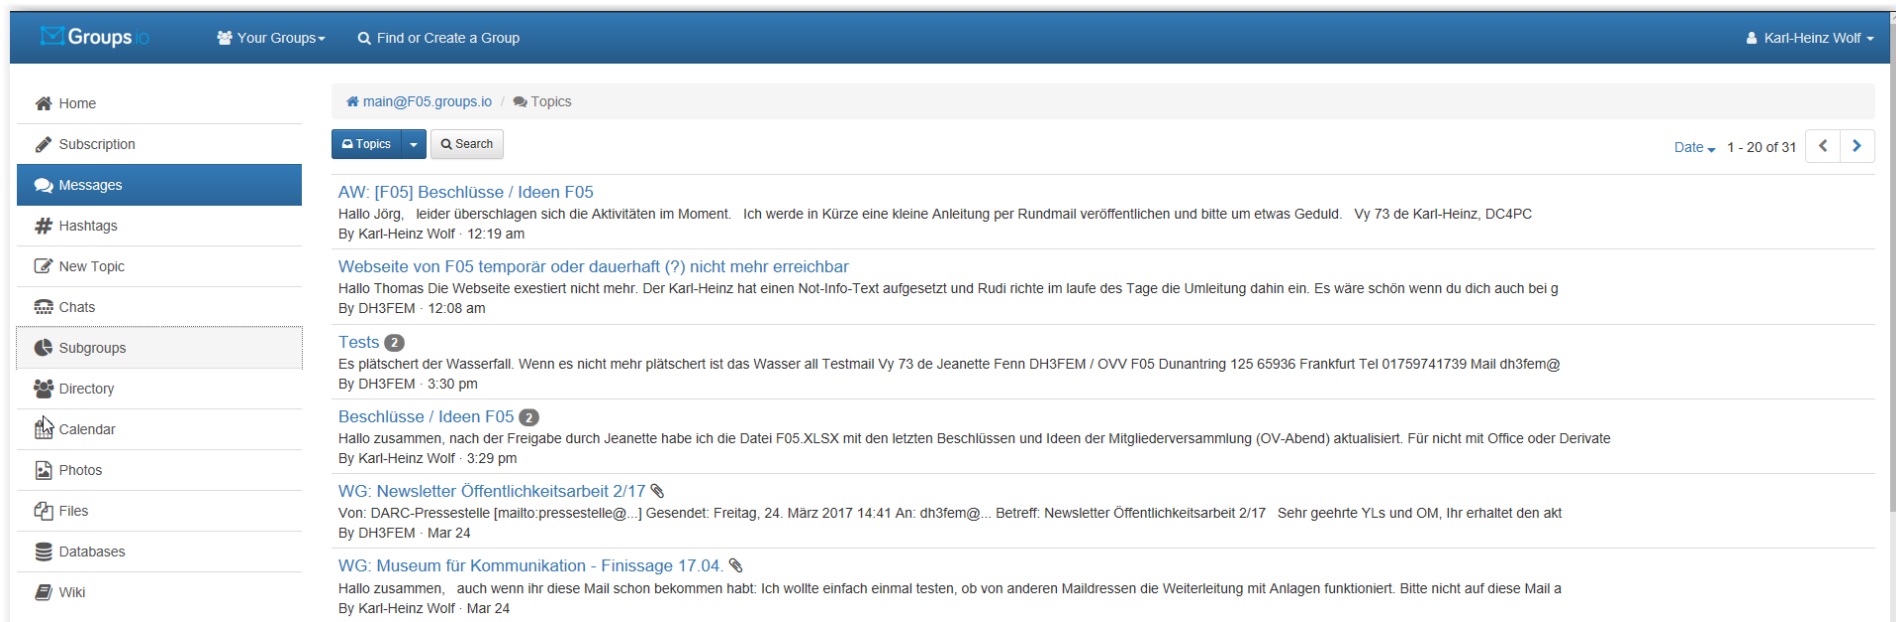 Groups.io Your Groups Find or Create a Group Karl-Heinz Wolf
Home
Subscription
Messages
Hashtags
New Topic
Chats
Subgroups
Directory
Calendar
Photos
Files
Databases
Wiki
main@F05.groups.io / Topics
Topics Search Date 1 - 20 of 31
AW: [F05] Beschlüsse / Ideen F05
Hallo Jörg, leider überschlagen sich die Aktivitäten im Moment. Ich werde in Kürze eine kleine Anleitung per Rundmail veröffentlichen und bitte um etwas Geduld. Vy 73 de Karl-Heinz, DC4PC
By Karl-Heinz Wolf · 12:19 am
Webseite von F05 temporär oder dauerhaft (?) nicht mehr erreichbar
Hallo Thomas Die Webseite exestiert nicht mehr. Der Karl-Heinz hat einen Not-Info-Text aufgesetzt und Rudi richte im laufe des Tage die Umleitung dahin ein. Es wäre schön wenn du dich auch bei g
By DH3FEM · 12:08 am
Tests 2
Es plätschert der Wasserfall. Wenn es nicht mehr plätschert ist das Wasser all Testmail Vy 73 de Jeanette Fenn DH3FEM / OVV F05 Dunantring 125 65936 Frankfurt Tel 01759741739 Mail dh3fem@
By DH3FEM · 3:30 pm
Beschlüsse / Ideen F05 2
Hallo zusammen, nach der Freigabe durch Jeanette habe ich die Datei F05.XLSX mit den letzten Beschlüssen und Ideen der Mitgliederversammlung (OV-Abend) aktualisiert. Für nicht mit Office oder Derivate
By Karl-Heinz Wolf · 3:29 pm
WG: Newsletter Öffentlichkeitsarbeit 2/17
Von: DARC-Pressestelle [mailto:pressestelle@...] Gesendet: Freitag, 24. März 2017 14:41 An: dh3fem@... Betreff: Newsletter Öffentlichkeitsarbeit 2/17 Sehr geehrte YLs und OM, Ihr erhaltet den akt
By DH3FEM · Mar 24
WG: Museum für Kommunikation - Finissage 17.04.
Hallo zusammen, auch wenn ihr diese Mail schon bekommen habt: Ich wollte einfach einmal testen, ob von anderen Maildressen die Weiterleitung mit Anlagen funktioniert. Bitte nicht auf diese Mail a
By Karl-Heinz Wolf · Mar 24